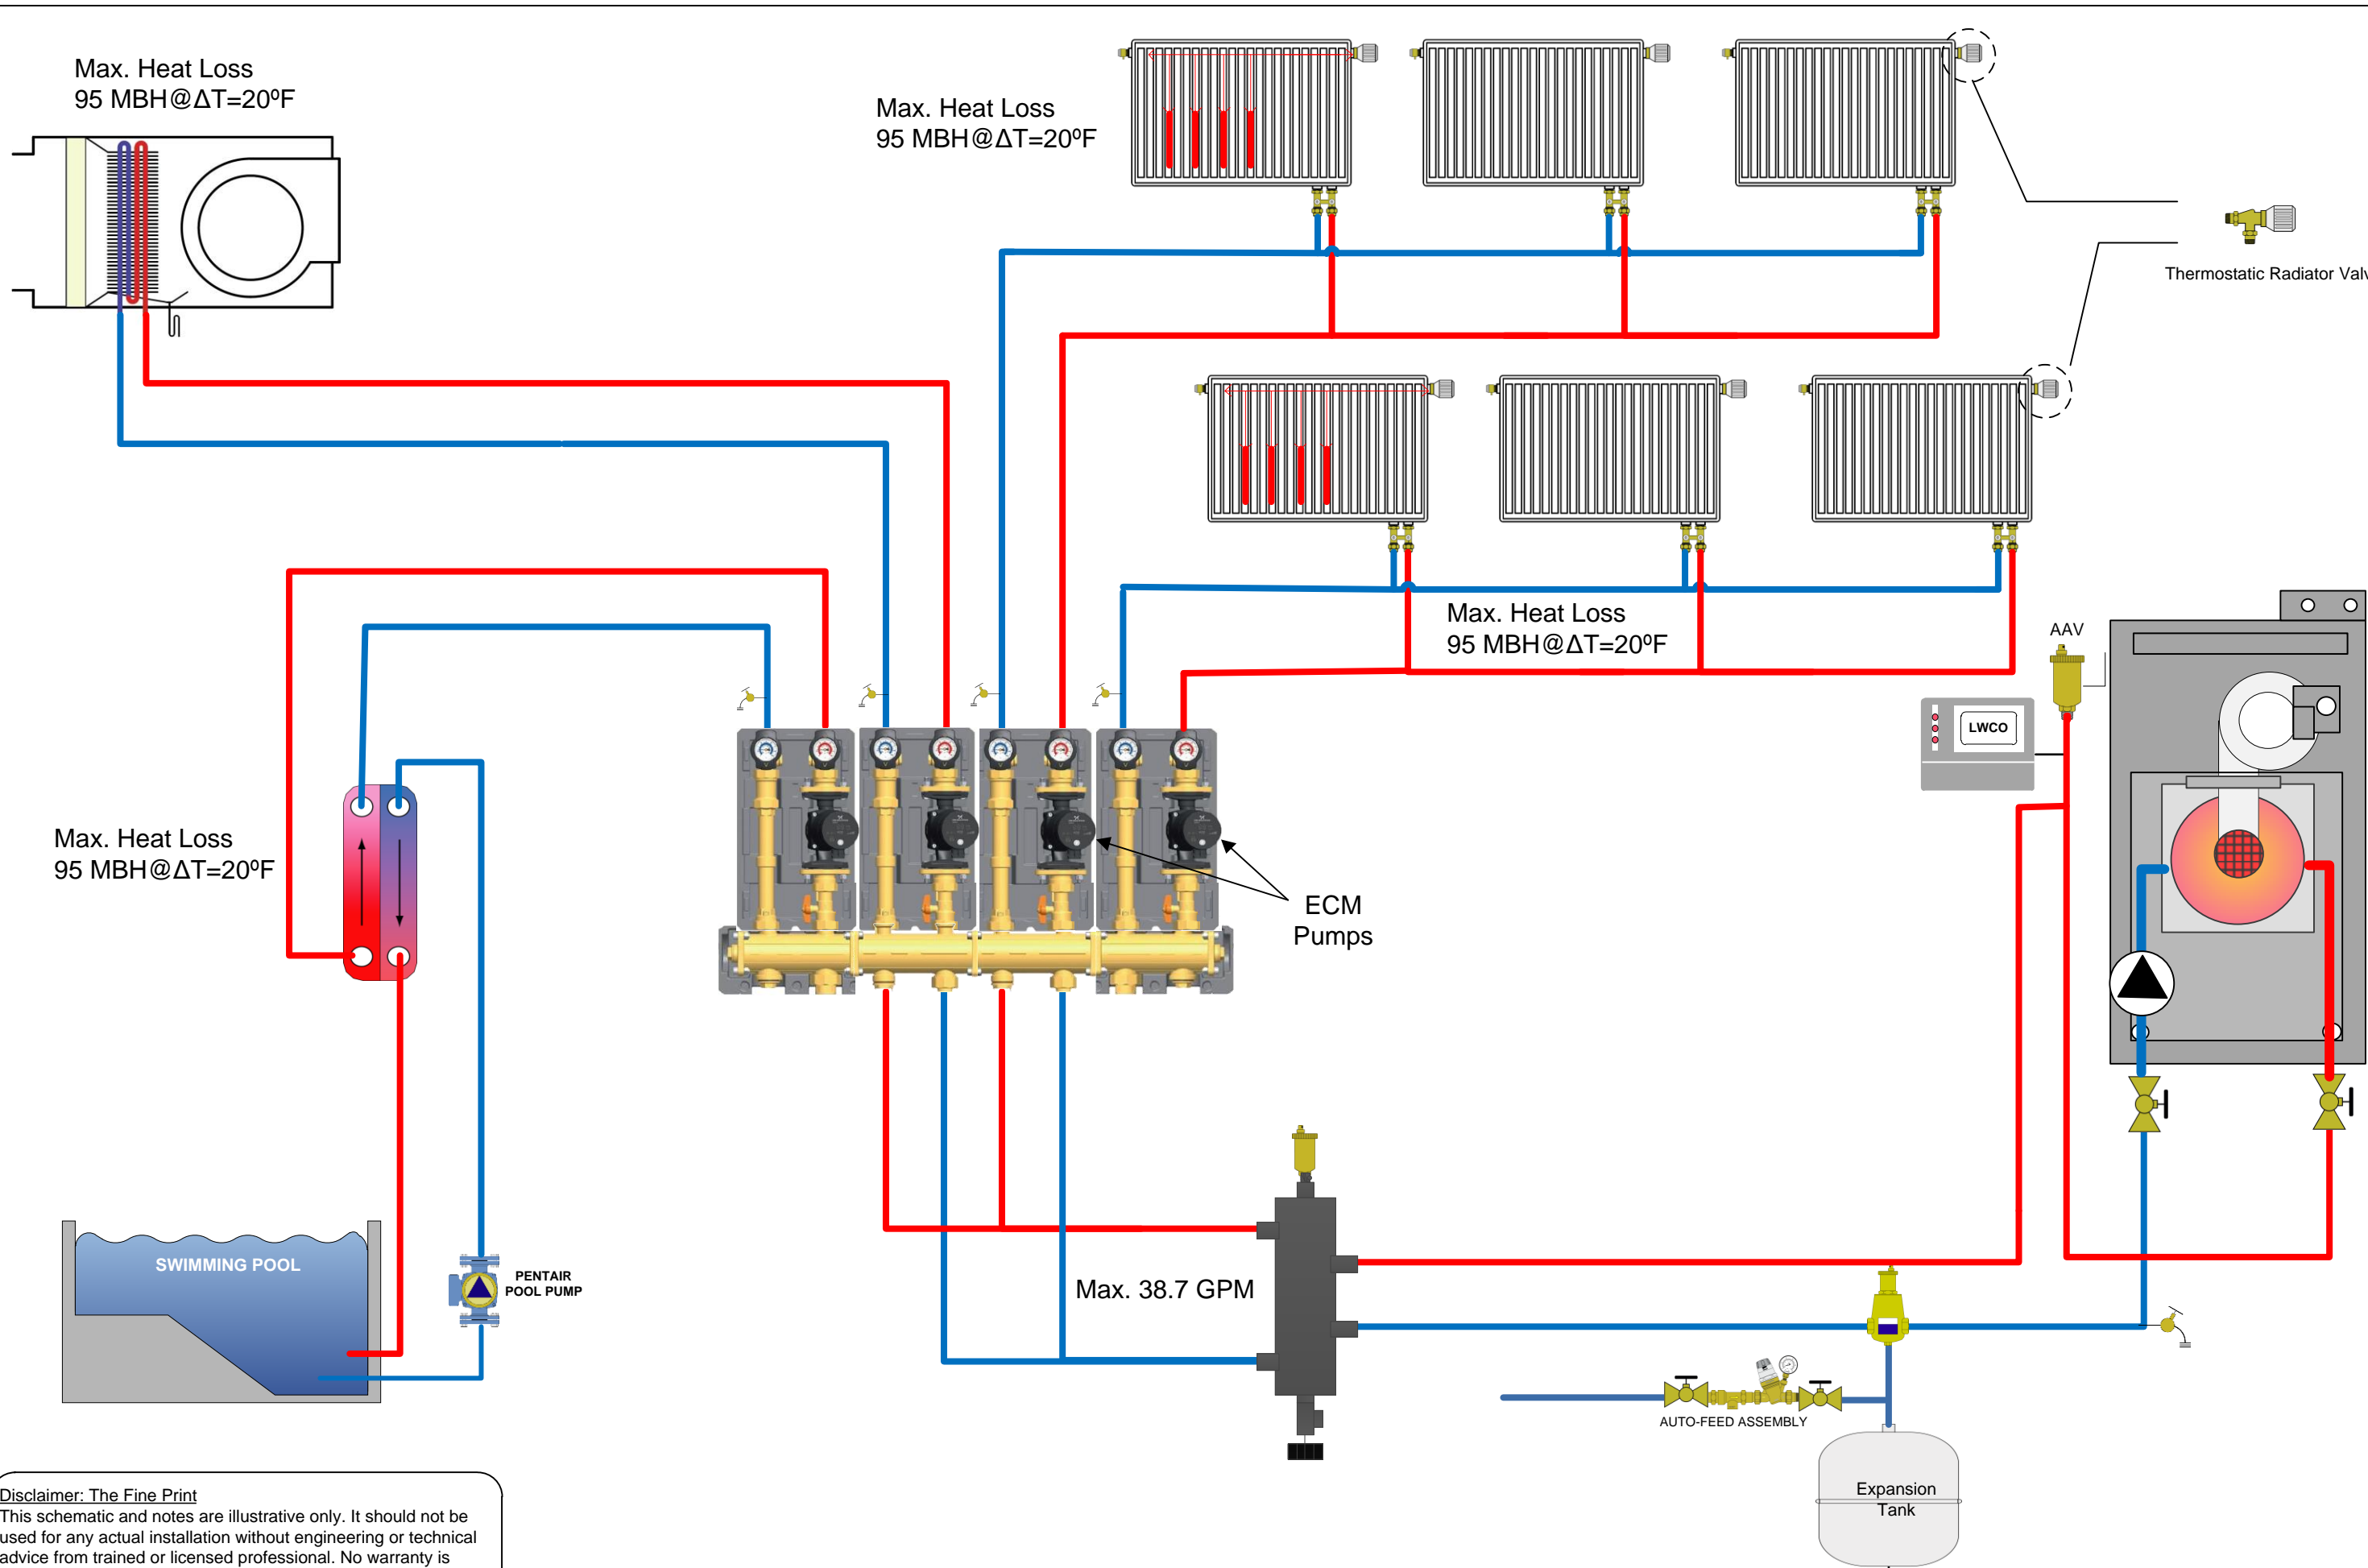 Max. Heat Loss
95 MBH@ΔT=20ºF
Max. Heat Loss
95 MBH@ΔT=20ºF
Thermostatic Radiator Valv
Max. Heat Loss
95 MBH@ΔT=20ºF
AAV
LWCO
Max. Heat Loss
95 MBH@ΔT=20ºF
ECM
Pumps
SWIMMING POOL
PENTAIR
POOL PUMP
Max. 38.7 GPM
AUTO-FEED ASSEMBLY
Expansion
Tank
Disclaimer: The Fine Print
This schematic and notes are illustrative only. It should not be
used for any actual installation without engineering or technical
advice from trained or licensed professional. No warranty is